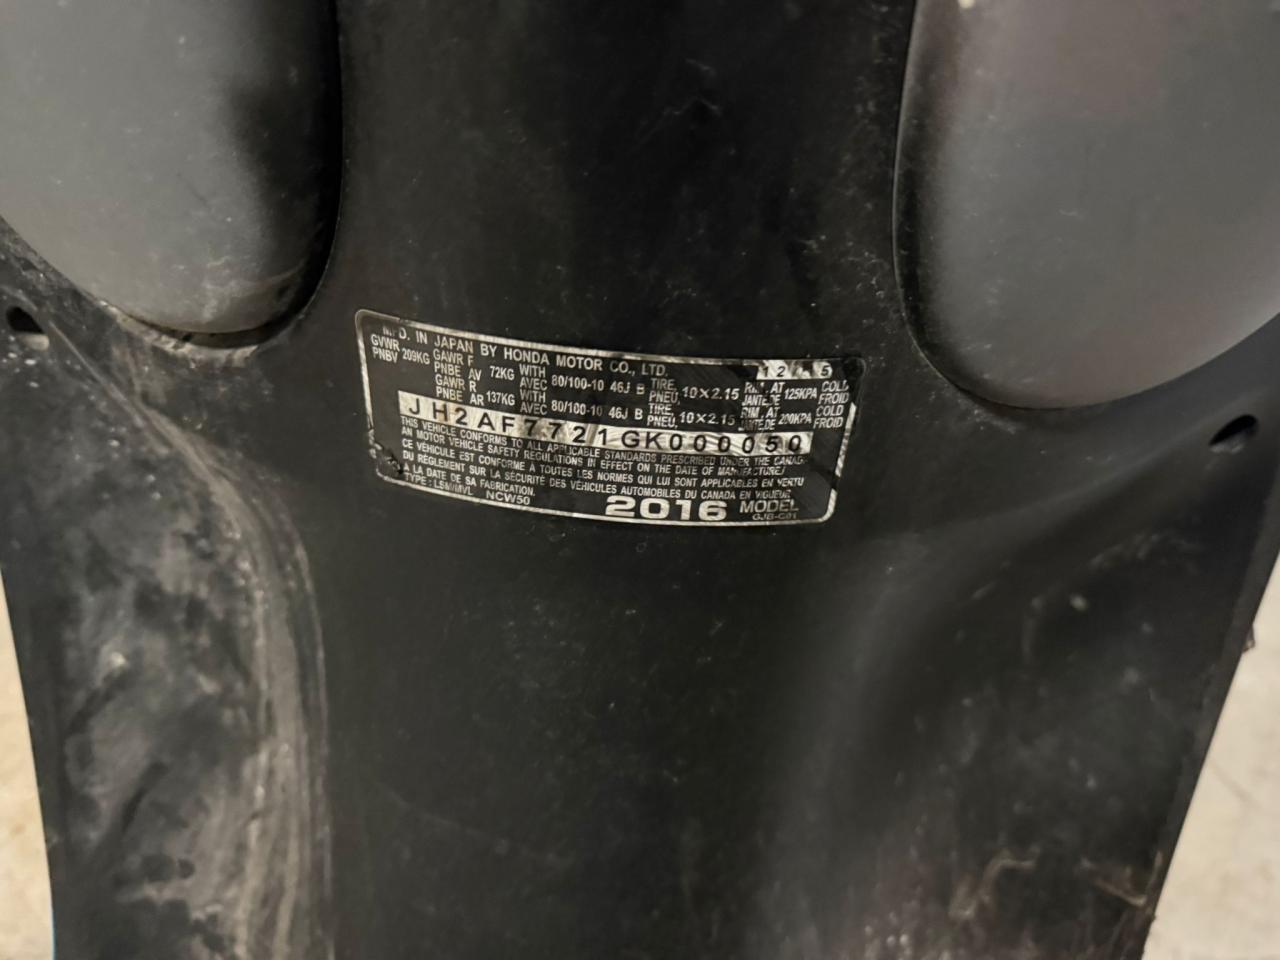 MFD. IN JAPAN BY HONDA MOTOR CO., LTD. 12/15
GVWR PNBV 209KG GAWR F PNBE AV 72KG WITH AVEC 80/100-10 46J B TIRE, PNEU, 10×2.15 RIM, AT JANTE, DE 125KPA COLD FROID
GAWR R PNBE AR 137KG WITH AVEC 80/100-10 46J B TIRE PNEU, 10×2.15 RIM, AT JANTE, DE 200KPA COLD FROID
JH2AF7721GK000050
THIS VEHICLE CONFORMS TO ALL APPLICABLE STANDARDS PRESCRIBED UNDER THE CANADIAN
AN MOTOR VEHICLE SAFETY REGULATIONS IN EFFECT ON THE DATE OF MANUFACTURE/
CE VÉHICULE EST CONFORME À TOUTES LES NORMES QUI LUI SONT APPLICABLES EN VERTU
DU RÈGLEMENT SUR LA SÉCURITÉ DES VÉHICULES AUTOMOBILES DU CANADA EN VIGUEUR
À LA DATE DE SA FABRICATION.
TYPE: LSM/MVL NCW50 2016 MODEL
GJB-C01